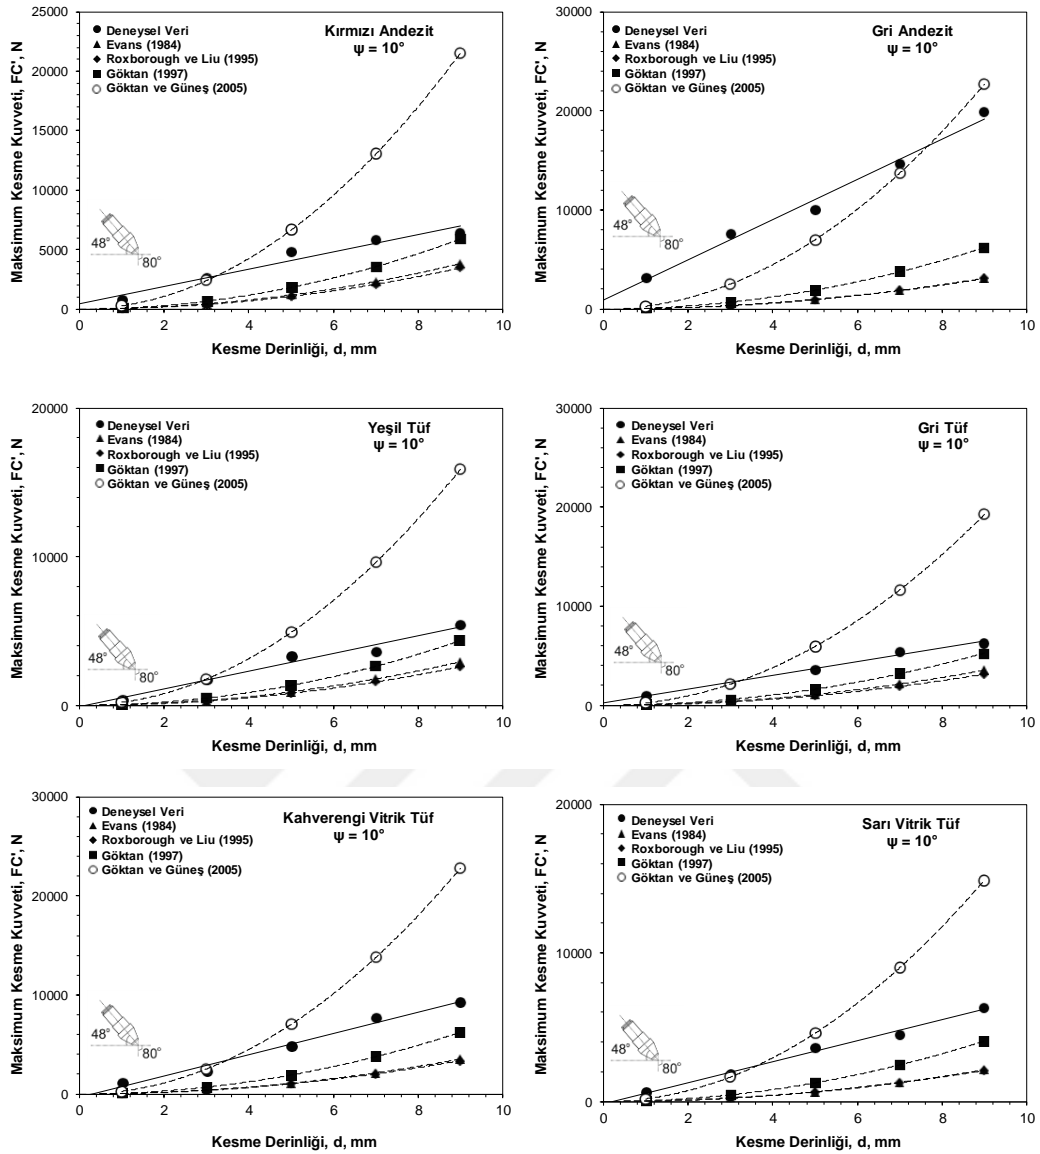 Kırmızı Andezit
ψ = 10°
Deneysel Veri
Evans (1984)
Roxborough ve Liu (1995)
Göktan (1997)
Göktan ve Güneş (2005)
Maksimum Kesme Kuvveti, FC', N
25000
20000
15000
10000
5000
0
48°
80°
0 2 4 6 8 10
Kesme Derinliği, d, mm
Gri Andezit
ψ = 10°
Deneysel Veri
Evans (1984)
Roxborough ve Liu (1995)
Göktan (1997)
Göktan ve Güneş (2005)
Maksimum Kesme Kuvveti, FC', N
30000
20000
10000
0
48°
80°
0 2 4 6 8 10
Kesme Derinliği, d, mm
Yeşil Tüf
ψ = 10°
Deneysel Veri
Evans (1984)
Roxborough ve Liu (1995)
Göktan (1997)
Göktan ve Güneş (2005)
Maksimum Kesme Kuvveti, FC', N
20000
10000
0
48°
80°
0 2 4 6 8 10
Kesme Derinliği, d, mm
Gri Tüf
ψ = 10°
Deneysel Veri
Evans (1984)
Roxborough ve Liu (1995)
Göktan (1997)
Göktan ve Güneş (2005)
Maksimum Kesme Kuvveti, FC', N
30000
20000
10000
0
48°
80°
0 2 4 6 8 10
Kesme Derinliği, d, mm
Kahverengi Vitrik Tüf
ψ = 10°
Deneysel Veri
Evans (1984)
Roxborough ve Liu (1995)
Göktan (1997)
Göktan ve Güneş (2005)
Maksimum Kesme Kuvveti, FC', N
30000
20000
10000
0
48°
80°
0 2 4 6 8 10
Kesme Derinliği, d, mm
Sarı Vitrik Tüf
ψ = 10°
Deneysel Veri
Evans (1984)
Roxborough ve Liu (1995)
Göktan (1997)
Göktan ve Güneş (2005)
Maksimum Kesme Kuvveti, FC', N
20000
10000
0
48°
80°
0 2 4 6 8 10
Kesme Derinliği, d, mm